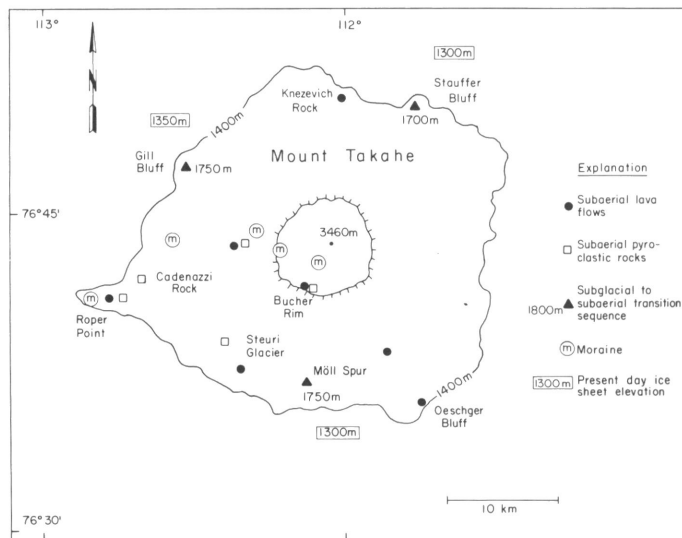 113°
112°
N
1300m
Stauffer
Bluff
Knezevich
Rock
1700m
1350m
1400m
Gill
Bluff
1750m
Mount Takahe
Explanation
Subaerial lava
flows
76°45'
3460m
Subaerial pyro-
clastic rocks
m
m
m
m
m
Cadenazzi
Rock
Bucher
Rim
Subglacial to
subaerial transition
sequence
1800m
Roper
Point
Steuri
Glacier
m
Moraine
Möll Spur
1750m
1400m
1300m
Present day ice
sheet elevation
Oeschger
Bluff
1300m
10 km
76°30'